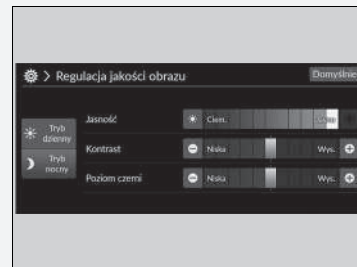 > Regulacja jakości obrazu
Domyślnie
Tryb dzienny
Tryb nocny
Jasność
Ciem.
Kontrast
Niska
Wys.
Poziom czerni
Niska
Wys.